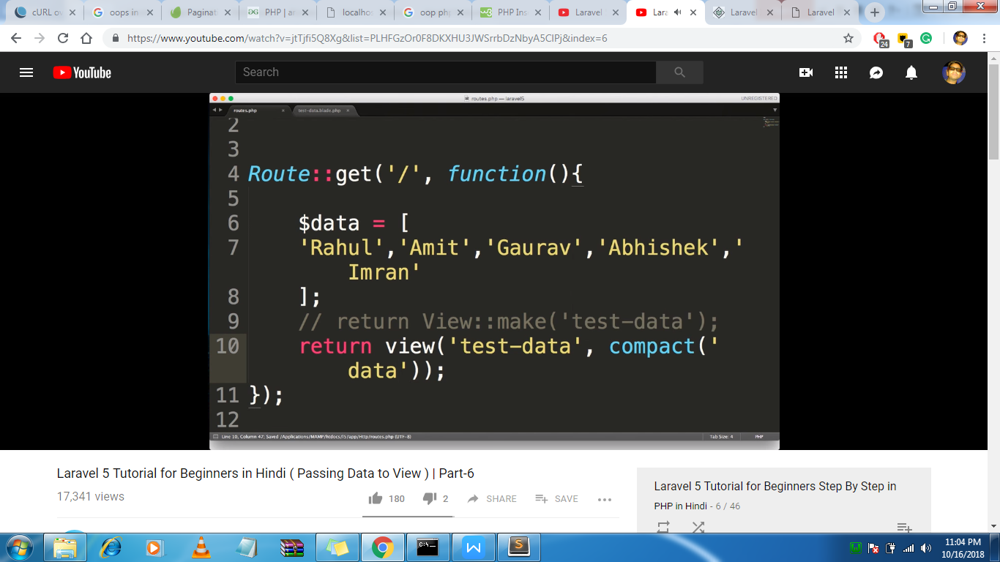 cURL ov
oops in
Paginati
PHP | ar
localhos
oop php
PHP Ins
Laravel
Lara
Laravel
Laravel
https://www.youtube.com/watch?v=jtTjfi5Q8Xg&list=PLHFGzOr0F8DKXHU3JWSrrbDzNbyA5ClPj&index=6
24
7
YouTube
Search
routes.php — laravel5
UNREGISTERED
routes.php
test-data.blade.php
2
3
4 Route::get('/', function(){
5
6 $data = [
7 'Rahul','Amit','Gaurav','Abhishek','
Imran'
8 ];
9 // return View::make('test-data');
10 return view('test-data', compact('
data'));
11 });
12
Line 10, Column 47; Saved /Applications/MAMP/htdocs/l5/app/Http/routes.php (UTF-8)
Tab Size: 4
PHP
Laravel 5 Tutorial for Beginners in Hindi ( Passing Data to View ) | Part-6
17,341 views
180
2
SHARE
SAVE
Laravel 5 Tutorial for Beginners Step By Step in
PHP in Hindi - 6 / 46
11:04 PM
10/16/2018